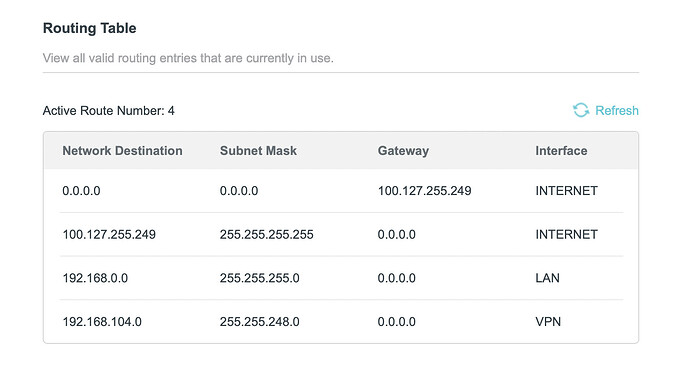 Routing Table
View all valid routing entries that are currently in use.
Active Route Number: 4 Refresh
Network Destination Subnet Mask Gateway Interface
0.0.0.0 0.0.0.0 100.127.255.249 INTERNET
100.127.255.249 255.255.255.255 0.0.0.0 INTERNET
192.168.0.0 255.255.255.0 0.0.0.0 LAN
192.168.104.0 255.255.248.0 0.0.0.0 VPN